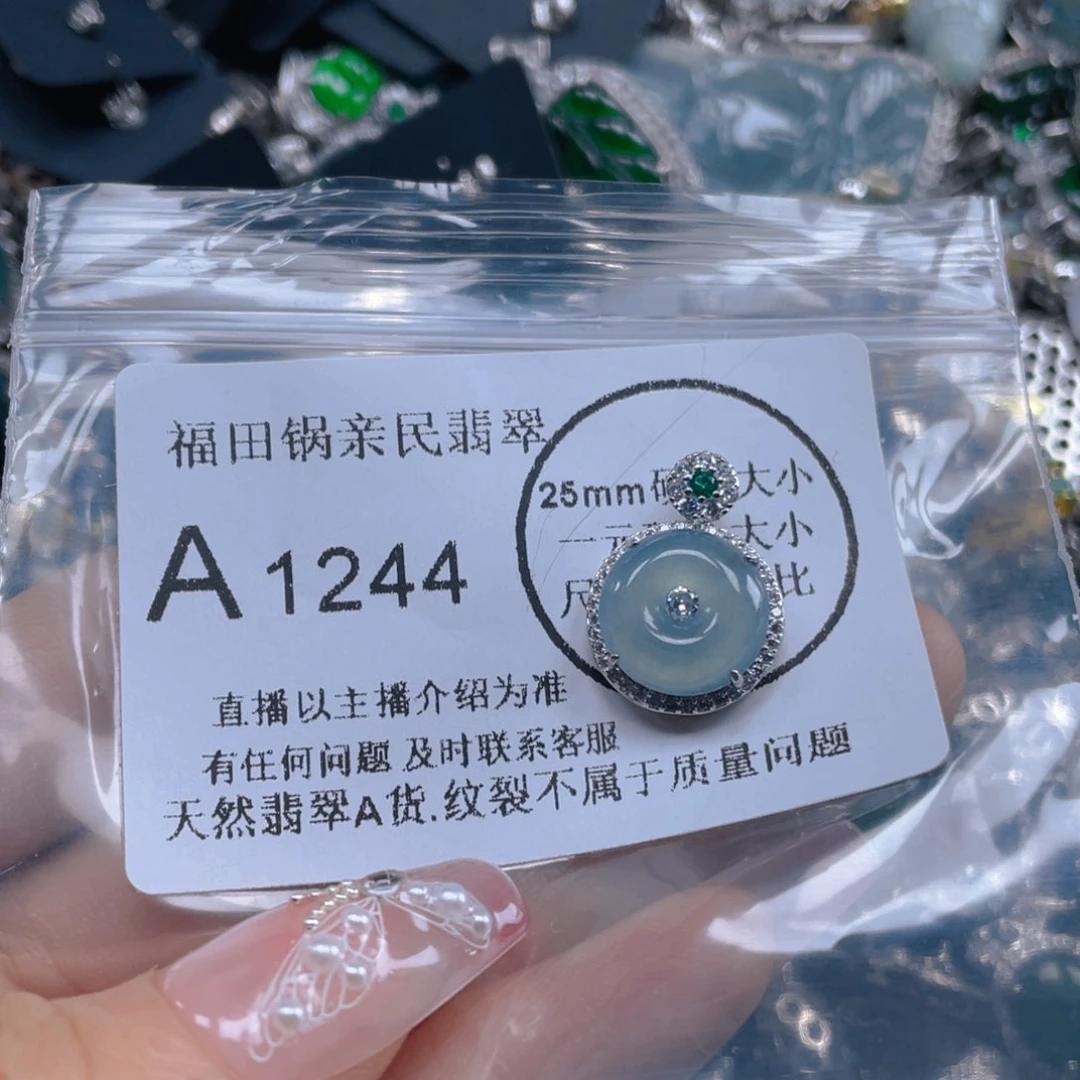 福田锅亲民翡翠
A 1244
25mm 大小
一元 大小
尺 比
直播以主播介绍为准
有任何问题 及时联系客服
天然翡翠A货.纹裂不属于质量问题